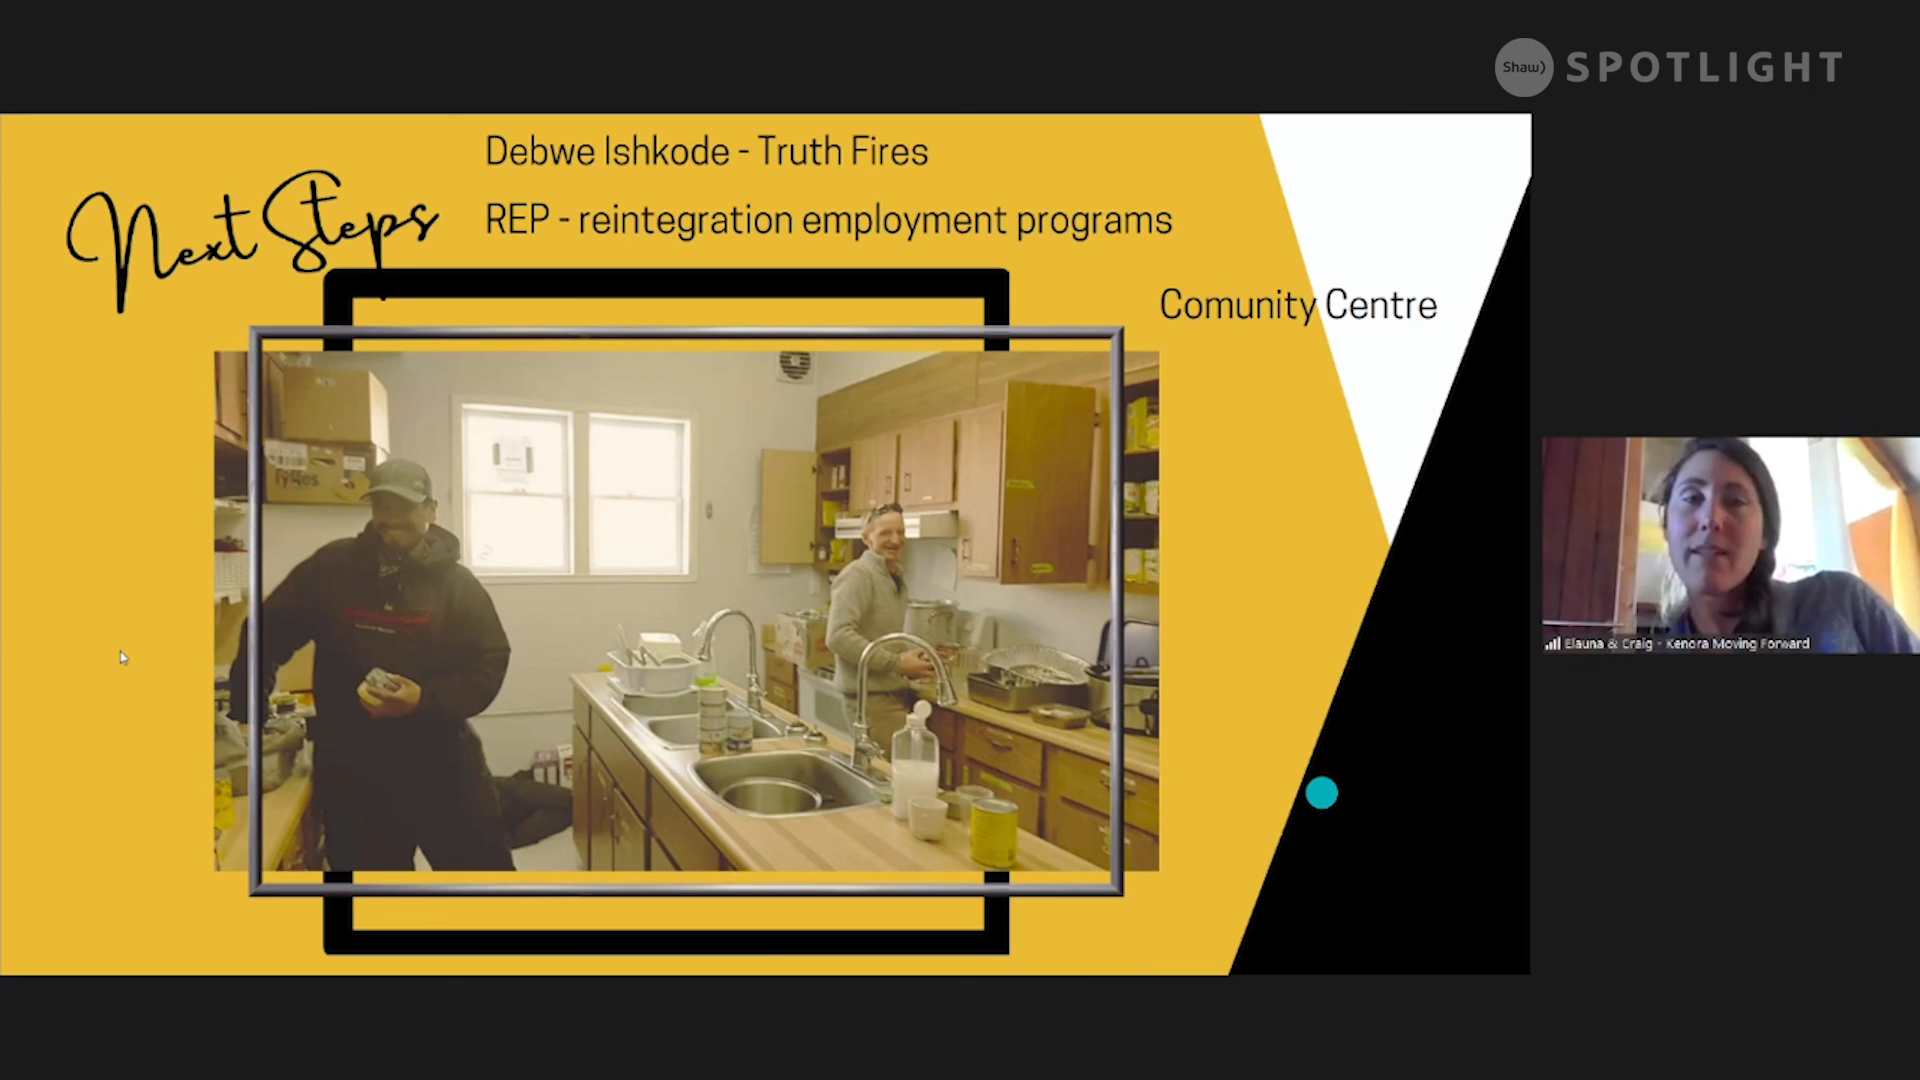 Shaw) SPOTLIGHT
Debwe Ishkode - Truth Fires
Next Steps
REP - reintegration employment programs
Comunity Centre
Elauna & Craig - Kenora Moving Forward